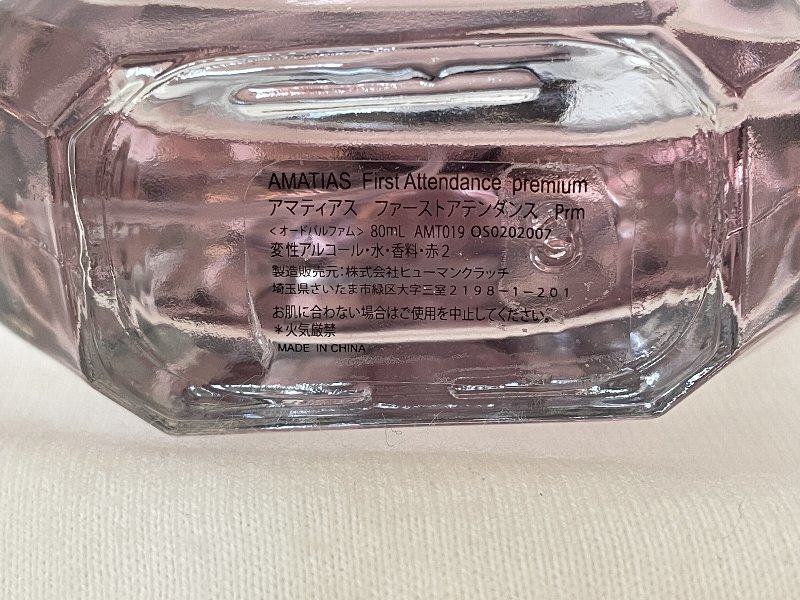 AMATIAS First Attendance premium
アマティアス ファーストアテンダンス Prm
＜オードパルファム＞ 80mL AMT019 OS0202007
変性アルコール・水・香料・赤2
製造販売元：株式会社ヒューマンクラッチ
埼玉県さいたま市緑区大字三室２１９８－１－２０１
お肌に合わない場合はご使用を中止してください。
＊火気厳禁
MADE IN CHINA